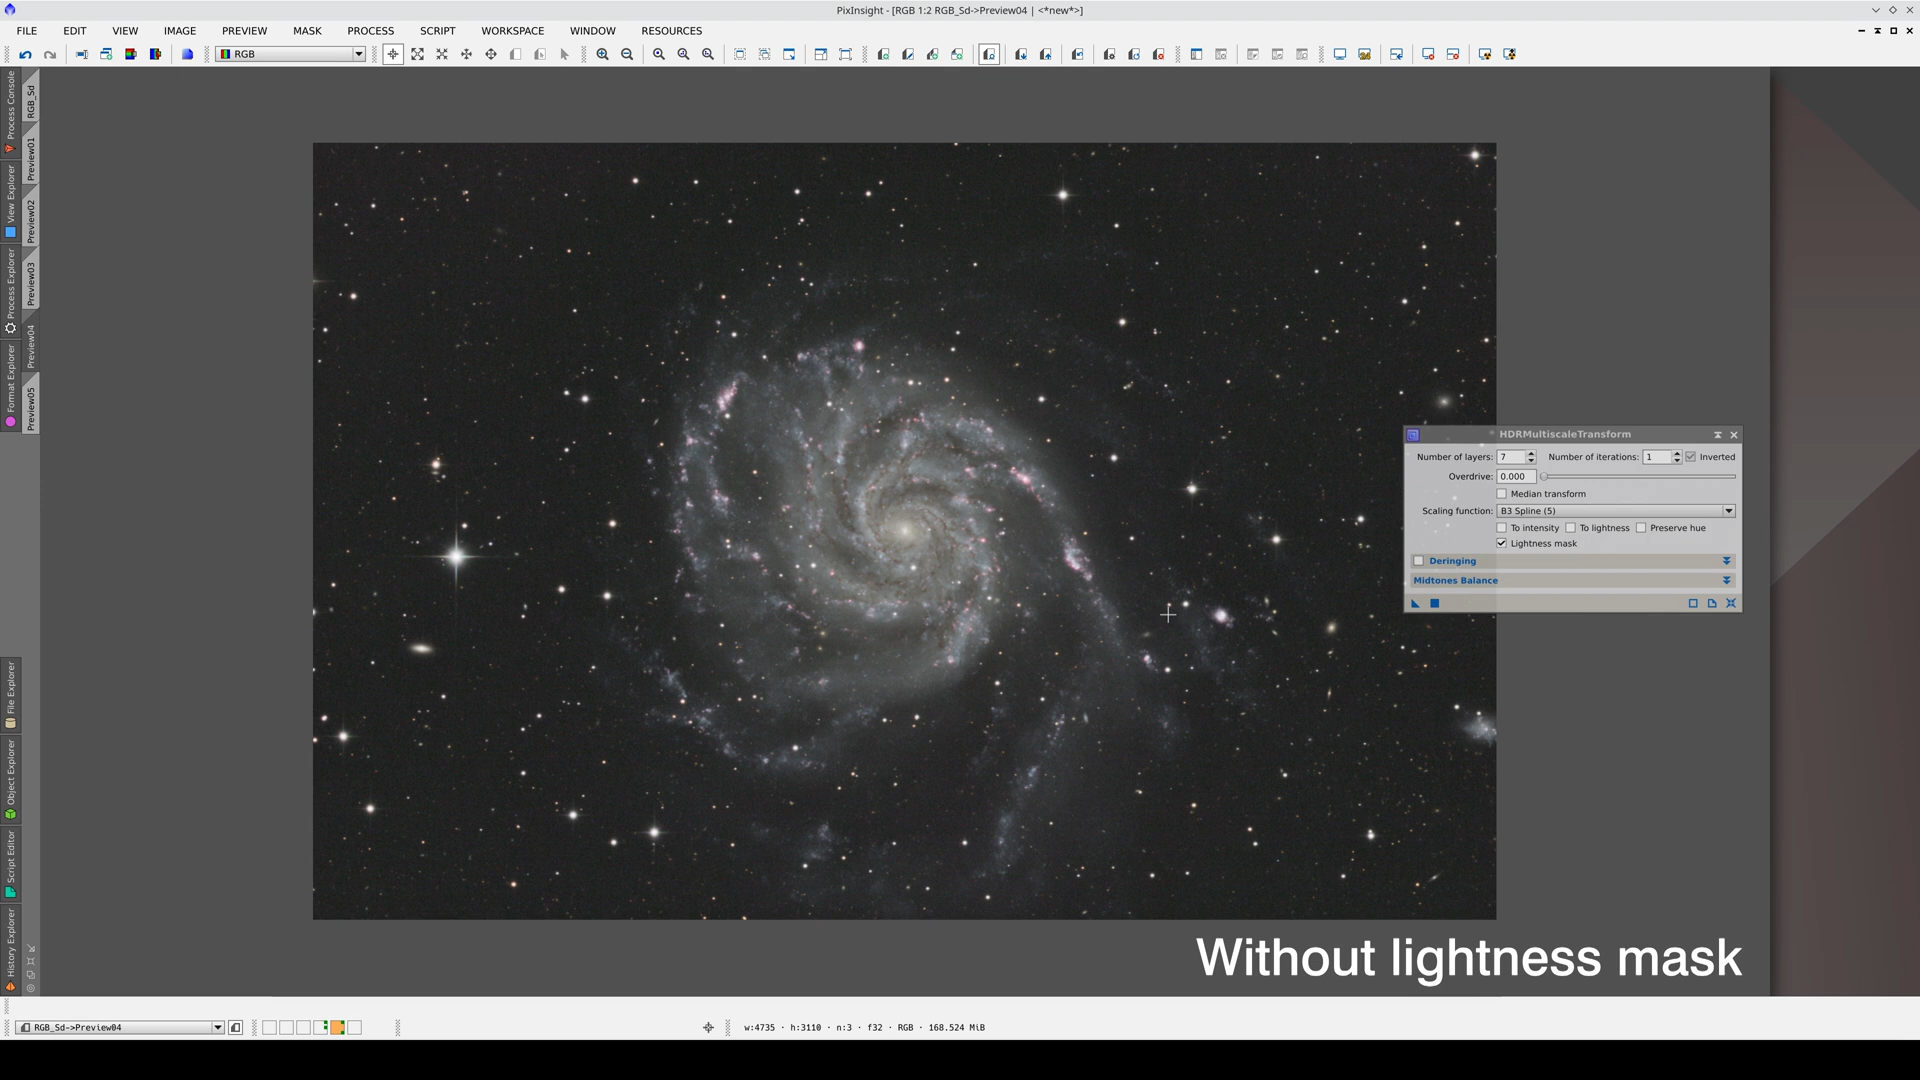 PixInsight - [RGB 1:2 RGB_Sd->Preview04 | <*new*>]
FILE EDIT VIEW IMAGE PREVIEW MASK PROCESS SCRIPT WORKSPACE WINDOW RESOURCES
RGB
Process Console
View Explorer
Process Explorer
Format Explorer
File Explorer
Object Explorer
Script Editor
History Explorer
RGB_Sd
Preview01
Preview02
Preview03
Preview04
Preview05
HDRMultiscaleTransform
Number of layers: 7 Number of iterations: 1 Inverted
Overdrive: 0.000
Median transform
Scaling function: B3 Spline (5)
To intensity To lightness Preserve hue
Lightness mask
Deringing
Midtones Balance
Without lightness mask
RGB_Sd->Preview04
w:4735 · h:3110 · n:3 · f32 · RGB · 168.524 MiB